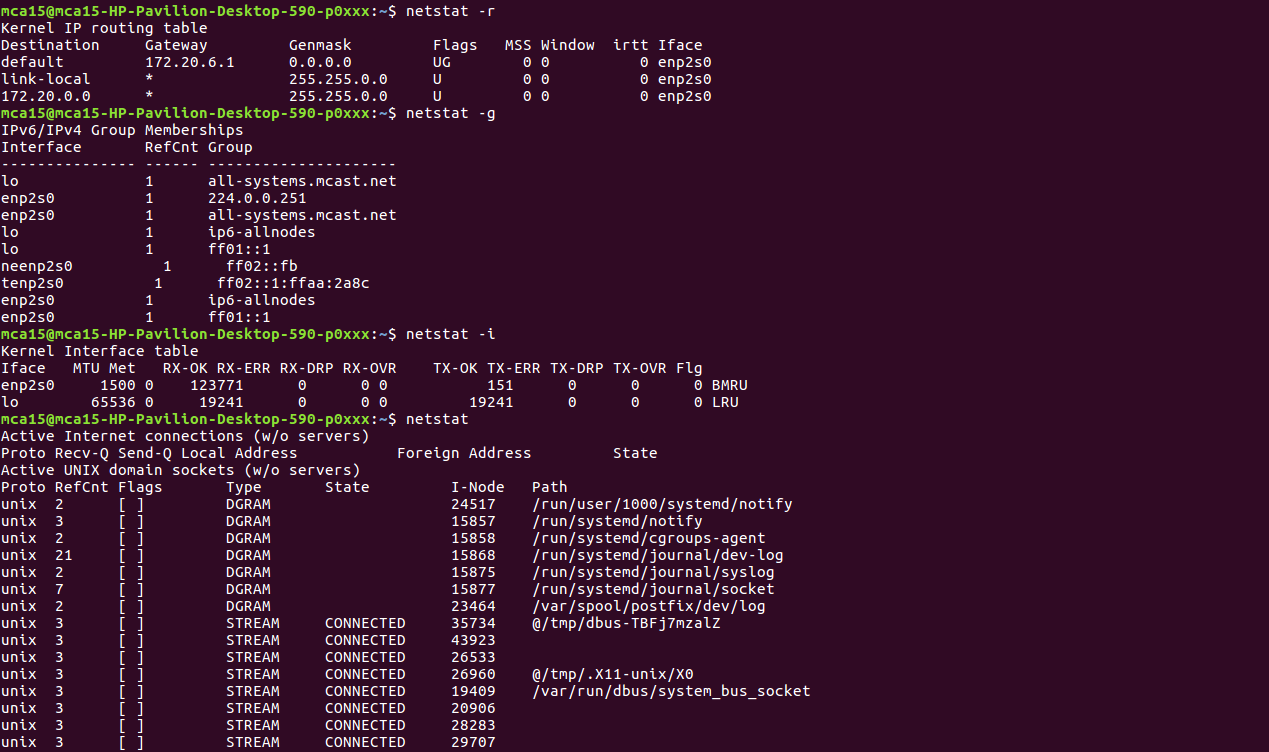 mca15@mca15-HP-Pavilion-Desktop-590-p0xxx:~$ netstat -r
Kernel IP routing table
Destination     Gateway         Genmask         Flags   MSS Window  irtt Iface
default         172.20.6.1      0.0.0.0         UG        0 0          0 enp2s0
link-local      *               255.255.0.0     U         0 0          0 enp2s0
172.20.0.0      *               255.255.0.0     U         0 0          0 enp2s0
mca15@mca15-HP-Pavilion-Desktop-590-p0xxx:~$ netstat -g
IPv6/IPv4 Group Memberships
Interface       RefCnt Group
--------------- ------ ---------------------
lo              1      all-systems.mcast.net
enp2s0          1      224.0.0.251
enp2s0          1      all-systems.mcast.net
lo              1      ip6-allnodes
lo              1      ff01::1
neenp2s0          1      ff02::fb
tenp2s0          1      ff02::1:ffaa:2a8c
enp2s0          1      ip6-allnodes
enp2s0          1      ff01::1
mca15@mca15-HP-Pavilion-Desktop-590-p0xxx:~$ netstat -i
Kernel Interface table
Iface   MTU Met   RX-OK RX-ERR RX-DRP RX-OVR    TX-OK TX-ERR TX-DRP TX-OVR Flg
enp2s0     1500 0    123771      0      0 0           151      0      0      0 BMRU
lo        65536 0     19241      0      0 0         19241      0      0      0 LRU
mca15@mca15-HP-Pavilion-Desktop-590-p0xxx:~$ netstat
Active Internet connections (w/o servers)
Proto Recv-Q Send-Q Local Address           Foreign Address         State
Active UNIX domain sockets (w/o servers)
Proto RefCnt Flags       Type       State         I-Node   Path
unix  2      [ ]         DGRAM                    24517    /run/user/1000/systemd/notify
unix  3      [ ]         DGRAM                    15857    /run/systemd/notify
unix  2      [ ]         DGRAM                    15858    /run/systemd/cgroups-agent
unix  21     [ ]         DGRAM                    15868    /run/systemd/journal/dev-log
unix  2      [ ]         DGRAM                    15875    /run/systemd/journal/syslog
unix  7      [ ]         DGRAM                    15877    /run/systemd/journal/socket
unix  2      [ ]         DGRAM                    23464    /var/spool/postfix/dev/log
unix  3      [ ]         STREAM     CONNECTED     35734    @/tmp/dbus-TBFj7mzalZ
unix  3      [ ]         STREAM     CONNECTED     43923
unix  3      [ ]         STREAM     CONNECTED     26533
unix  3      [ ]         STREAM     CONNECTED     26960    @/tmp/.X11-unix/X0
unix  3      [ ]         STREAM     CONNECTED     19409    /var/run/dbus/system_bus_socket
unix  3      [ ]         STREAM     CONNECTED     20906
unix  3      [ ]         STREAM     CONNECTED     28283
unix  3      [ ]         STREAM     CONNECTED     29707